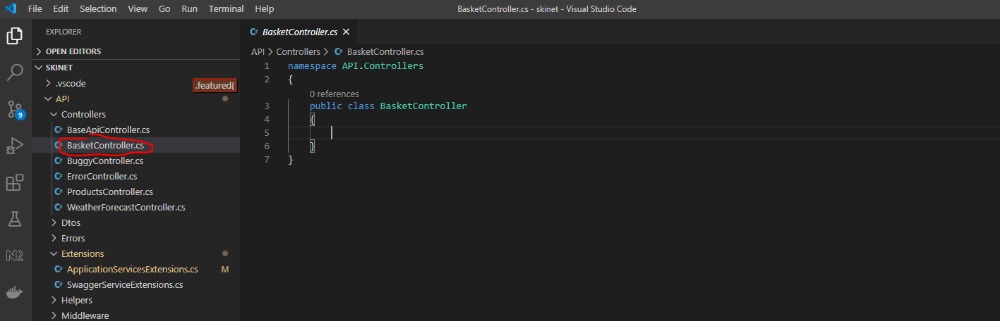 File Edit Selection View Go Run Terminal Help BasketController.cs - skinet - Visual Studio Code
EXPLORER
OPEN EDITORS
SKINET
.vscode
.featured{
API
Controllers
BaseApiController.cs
BasketController.cs
BuggyController.cs
ErrorController.cs
ProductsController.cs
WeatherForecastController.cs
Dtos
Errors
Extensions
ApplicationServicesExtensions.cs M
SwaggerServiceExtensions.cs
Helpers
Middleware
9
C# BasketController.cs ×
API > Controllers > C# BasketController.cs
1 namespace API.Controllers
2 {
0 references
3 public class BasketController
4 {
5
6 }
7 }